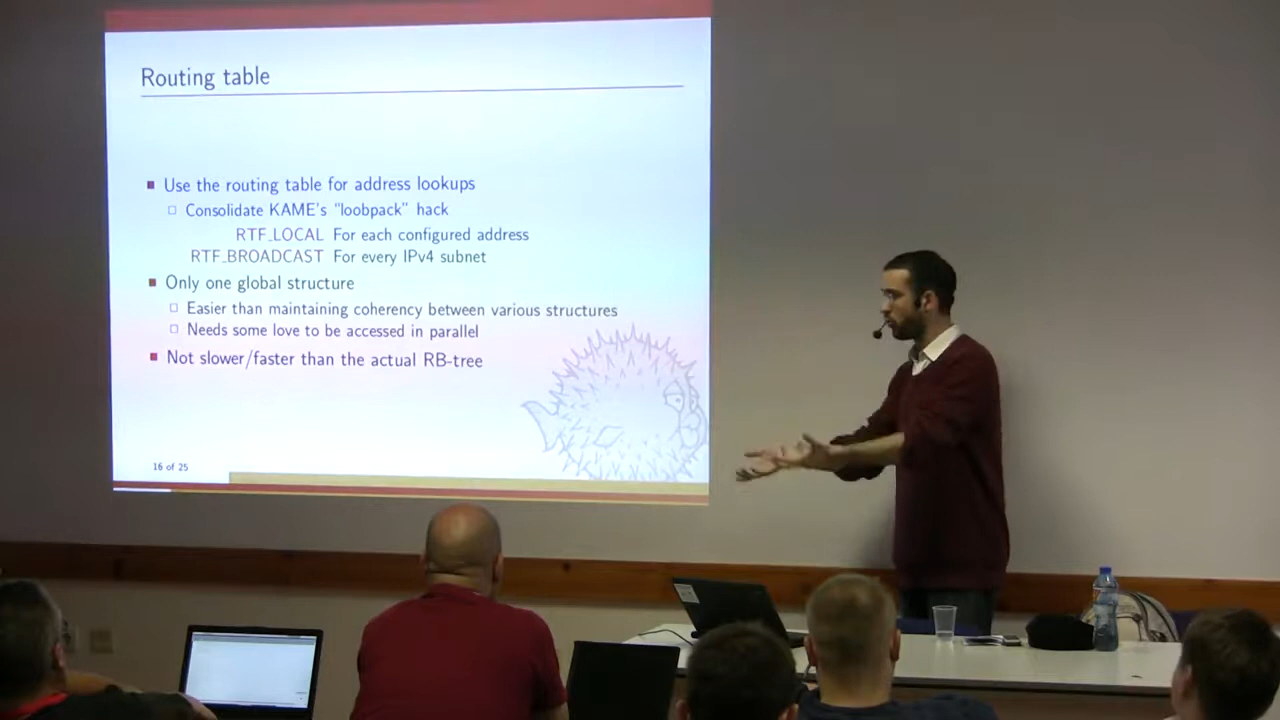 Routing table
Use the routing table for address lookups
Consolidate KAME's "loobpack" hack
RTF_LOCAL For each configured address
RTF_BROADCAST For every IPv4 subnet
Only one global structure
Easier than maintaining coherency between various structures
Needs some love to be accessed in parallel
Not slower/faster than the actual RB-tree
16 of 25